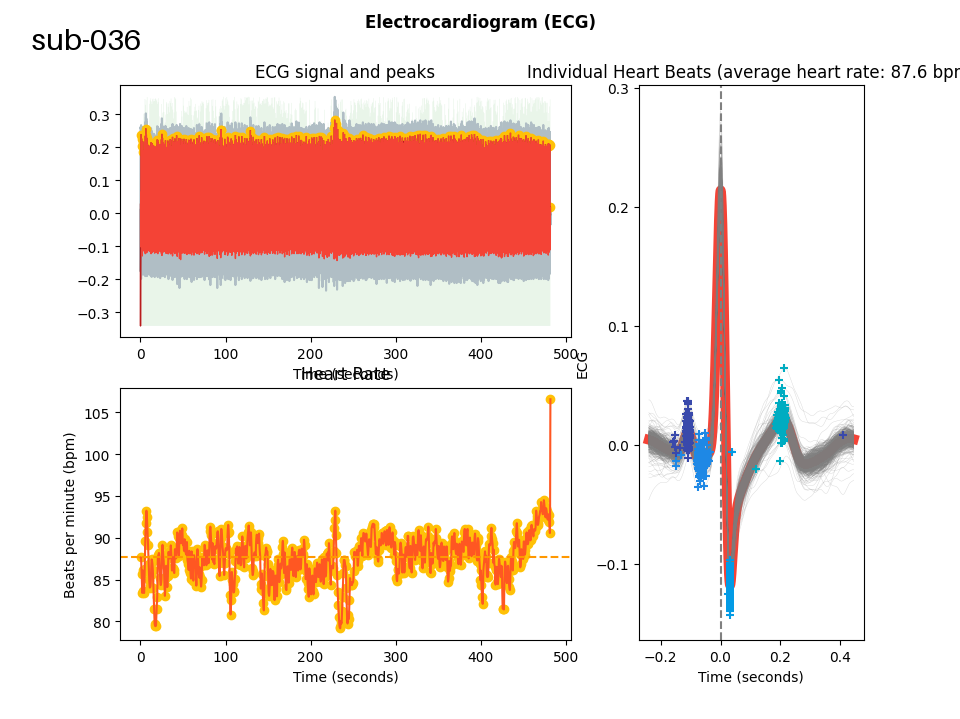 Electrocardiogram (ECG)
sub-036
ECG signal and peaks
0.3
0.2
0.1
0.0
−0.1
−0.2
−0.3
0 100 200 300 400 500
Time (seconds)
Heart Rate
105
100
95
90
85
80
Beats per minute (bpm)
0 100 200 300 400 500
Time (seconds)
Individual Heart Beats (average heart rate: 87.6 bpr
0.3
0.2
0.1
0.0
−0.1
ECG
−0.2 0.0 0.2 0.4
Time (seconds)